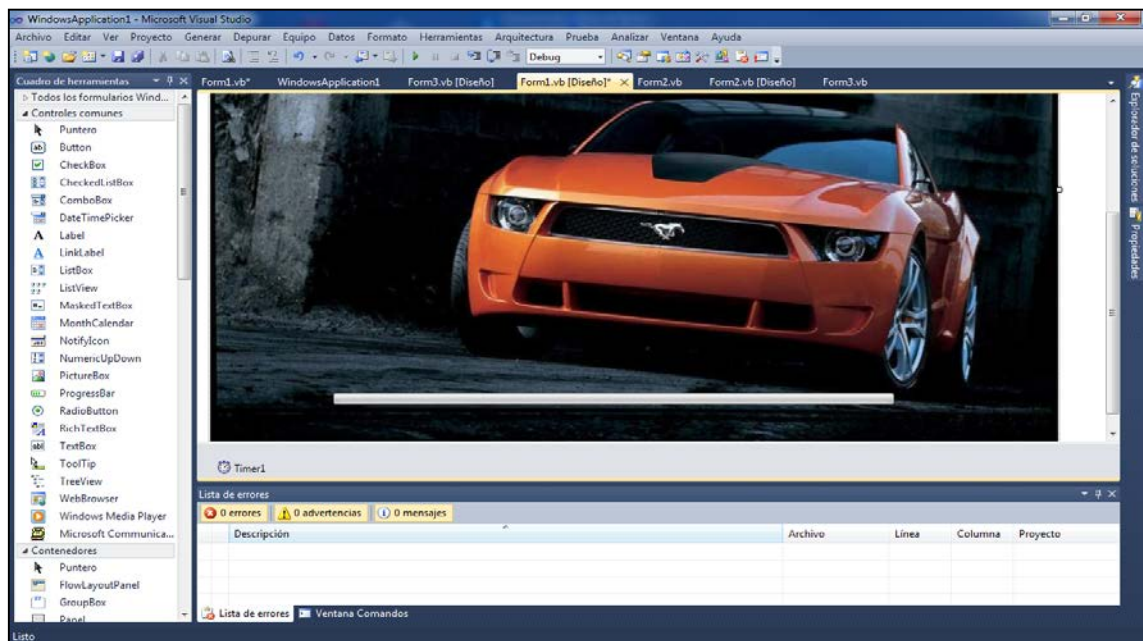 WindowsApplication1 - Microsoft Visual Studio
Archivo Editar Ver Proyecto Generar Depurar Equipo Datos Formato Herramientas Arquitectura Prueba Analizar Ventana Ayuda
Debug
Cuadro de herramientas
Form1.vb* WindowsApplication1 Form3.vb [Diseño] Form1.vb [Diseño]* Form2.vb Form2.vb [Diseño] Form3.vb
Todos los formularios Wind...
Controles comunes
Puntero
Button
CheckBox
CheckedListBox
ComboBox
DateTimePicker
Label
LinkLabel
ListBox
ListView
MaskedTextBox
MonthCalendar
NotifyIcon
NumericUpDown
PictureBox
ProgressBar
RadioButton
RichTextBox
TextBox
ToolTip
TreeView
WebBrowser
Windows Media Player
Microsoft Communica...
Contenedores
Puntero
FlowLayoutPanel
GroupBox
Panel
Timer1
Lista de errores
0 errores 0 advertencias 0 mensajes
Descripción Archivo Línea Columna Proyecto
Lista de errores Ventana Comandos
Explorador de soluciones
Propiedades
Listo